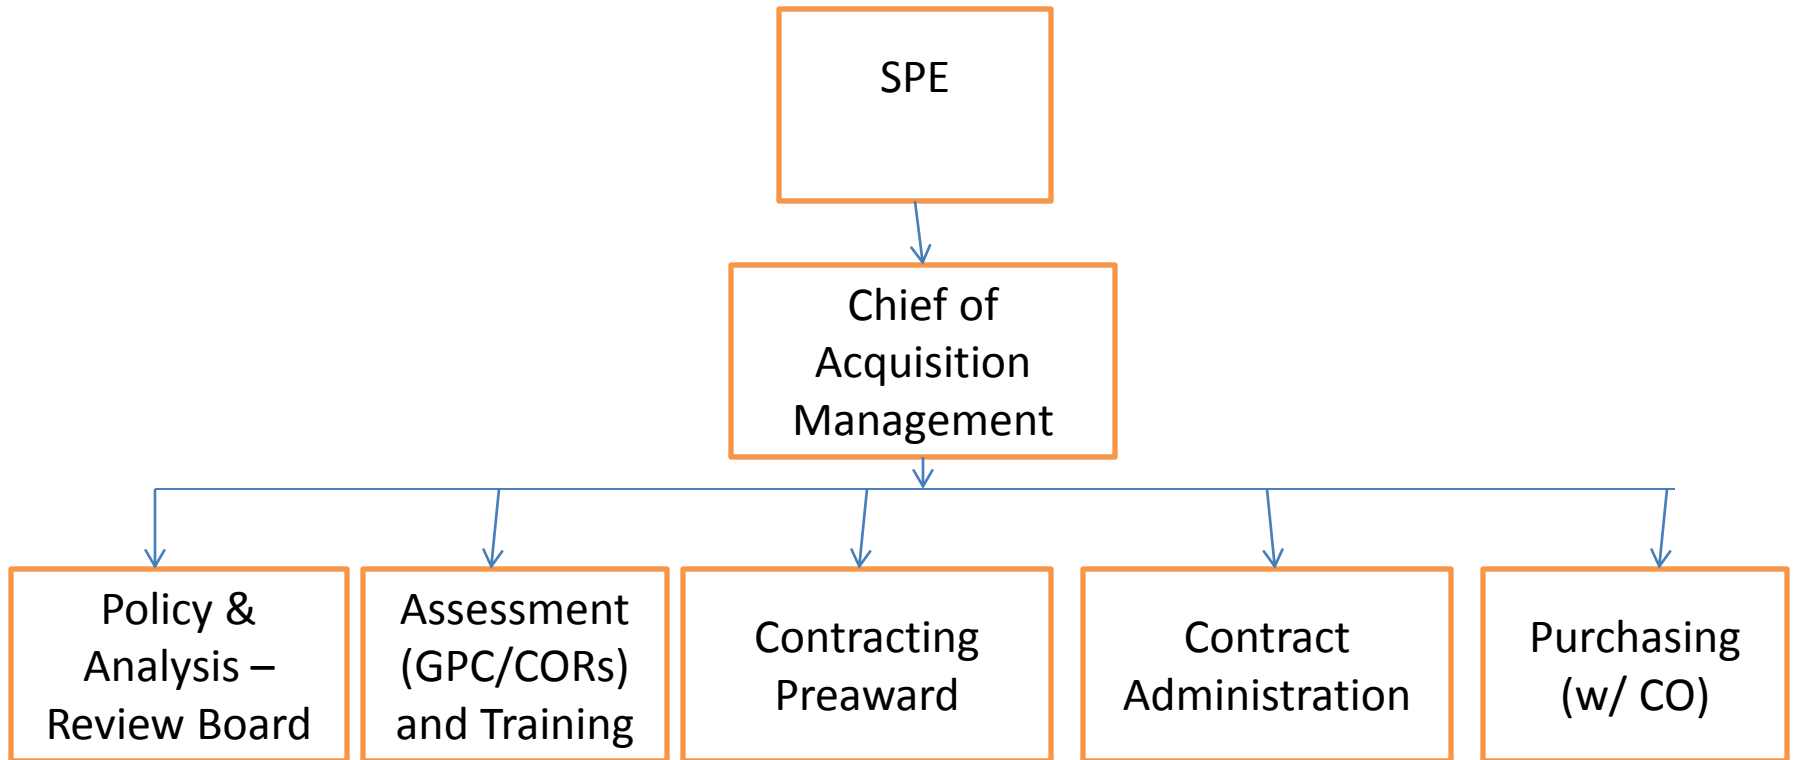 SPE
Chief of
Acquisition
Management
Policy &
Analysis –
Review Board
Assessment
(GPC/CORs)
and Training
Contracting
Preaward
Contract
Administration
Purchasing
(w/ CO)